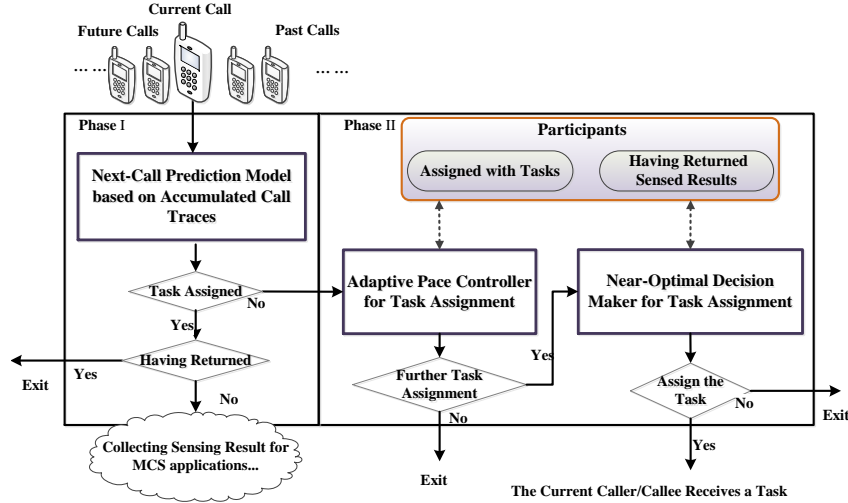 Current Call
Future Calls
Past Calls
... ...
... ...
Phase I
Phase II
Participants
Assigned with Tasks
Having Returned
Sensed Results
Next-Call Prediction Model
based on Accumulated Call
Traces
Adaptive Pace Controller
for Task Assignment
Near-Optimal Decision
Maker for Task Assignment
Task Assigned
No
Yes
Having Returned
Yes
Exit
No
Collecting Sensing Result for
MCS applications...
Further Task
Assignment
Yes
No
Exit
Assign the
Task
No
Exit
Yes
The Current Caller/Callee Receives a Task